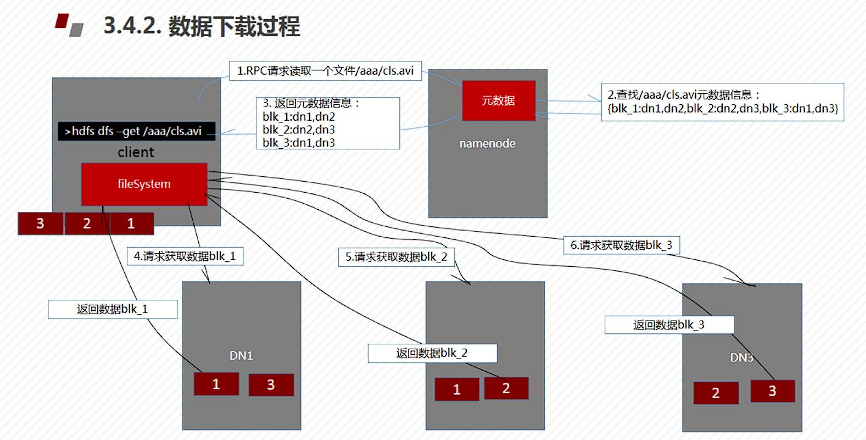 3.4.2. 数据下载过程
1.RPC请求读取一个文件/aaa/cls.avi
元数据
namenode
2.查找/aaa/cls.avi元数据信息：
{blk_1:dn1,dn2,blk_2:dn2,dn3,blk_3:dn1,dn3}
3. 返回元数据信息：
blk_1:dn1,dn2
blk_2:dn2,dn3
blk_3:dn1,dn3
>hdfs dfs –get /aaa/cls.avi
client
fileSystem
3
2
1
4.请求获取数据blk_1
5.请求获取数据blk_2
6.请求获取数据blk_3
返回数据blk_1
返回数据blk_2
返回数据blk_3
DN1
1
3
1
2
DN3
2
3